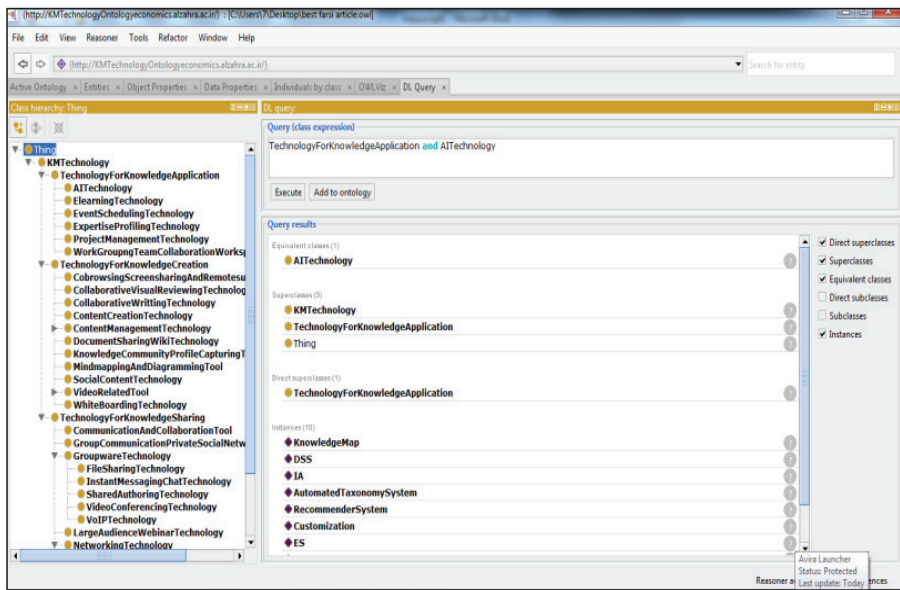 (http://KMTechnologyOntologyeconomics.alzahra.ac.ir/) : [C:\Users\7\Desktop\best farsi article.owl]
File Edit View Reasoner Tools Refactor Window Help
(http://KMTechnologyOntologyeconomics.alzahra.ac.ir/)
Search for entity
Active Ontology × Entities × Object Properties × Data Properties × Individuals by class × OWLViz × DL Query ×
Class hierarchy: Thing
Thing
KMTechnology
TechnologyForKnowledgeApplication
AITechnology
ElearningTechnology
EventSchedulingTechnology
ExpertiseProfilingTechnology
ProjectManagementTechnology
WorkGroupngTeamCollaborationWorksp
TechnologyForKnowledgeCreation
CobrowsingScreensharingAndRemotesu
CollaborativeVisualReviewingTechnolog
CollaborativeWrittingTechnology
ContentCreationTechnology
ContentManagementTechnology
DocumentSharingWikiTechnology
KnowledgeCommunityProfileCapturingT
MindmappingAndDiagrammingTool
SocialContentTechnology
VideoRelatedTool
WhiteBoardingTechnology
TechnologyForKnowledgeSharing
CommunicationAndCollaborationTool
GroupCommunicationPrivateSocialNetw
GroupwareTechnology
FileSharingTechnology
InstantMessagingChatTechnology
SharedAuthoringTechnology
VideoConferencingTechnology
VoIPTechnology
LargeAudienceWebinarTechnology
NetworkingTechnology
DL query:
Query (class expression)
TechnologyForKnowledgeApplication and AITechnology
Execute Add to ontology
Query results
Equivalent classes (1)
AITechnology
Superclasses (3)
KMTechnology
TechnologyForKnowledgeApplication
Thing
Direct superclasses (1)
TechnologyForKnowledgeApplication
Instances (10)
KnowledgeMap
DSS
IA
AutomatedTaxonomySystem
RecommenderSystem
Customization
ES
Direct superclasses
Superclasses
Equivalent classes
Direct subclasses
Subclasses
Instances
Avira Launcher
Status: Protected
Last update: Today
Reasoner a
ences